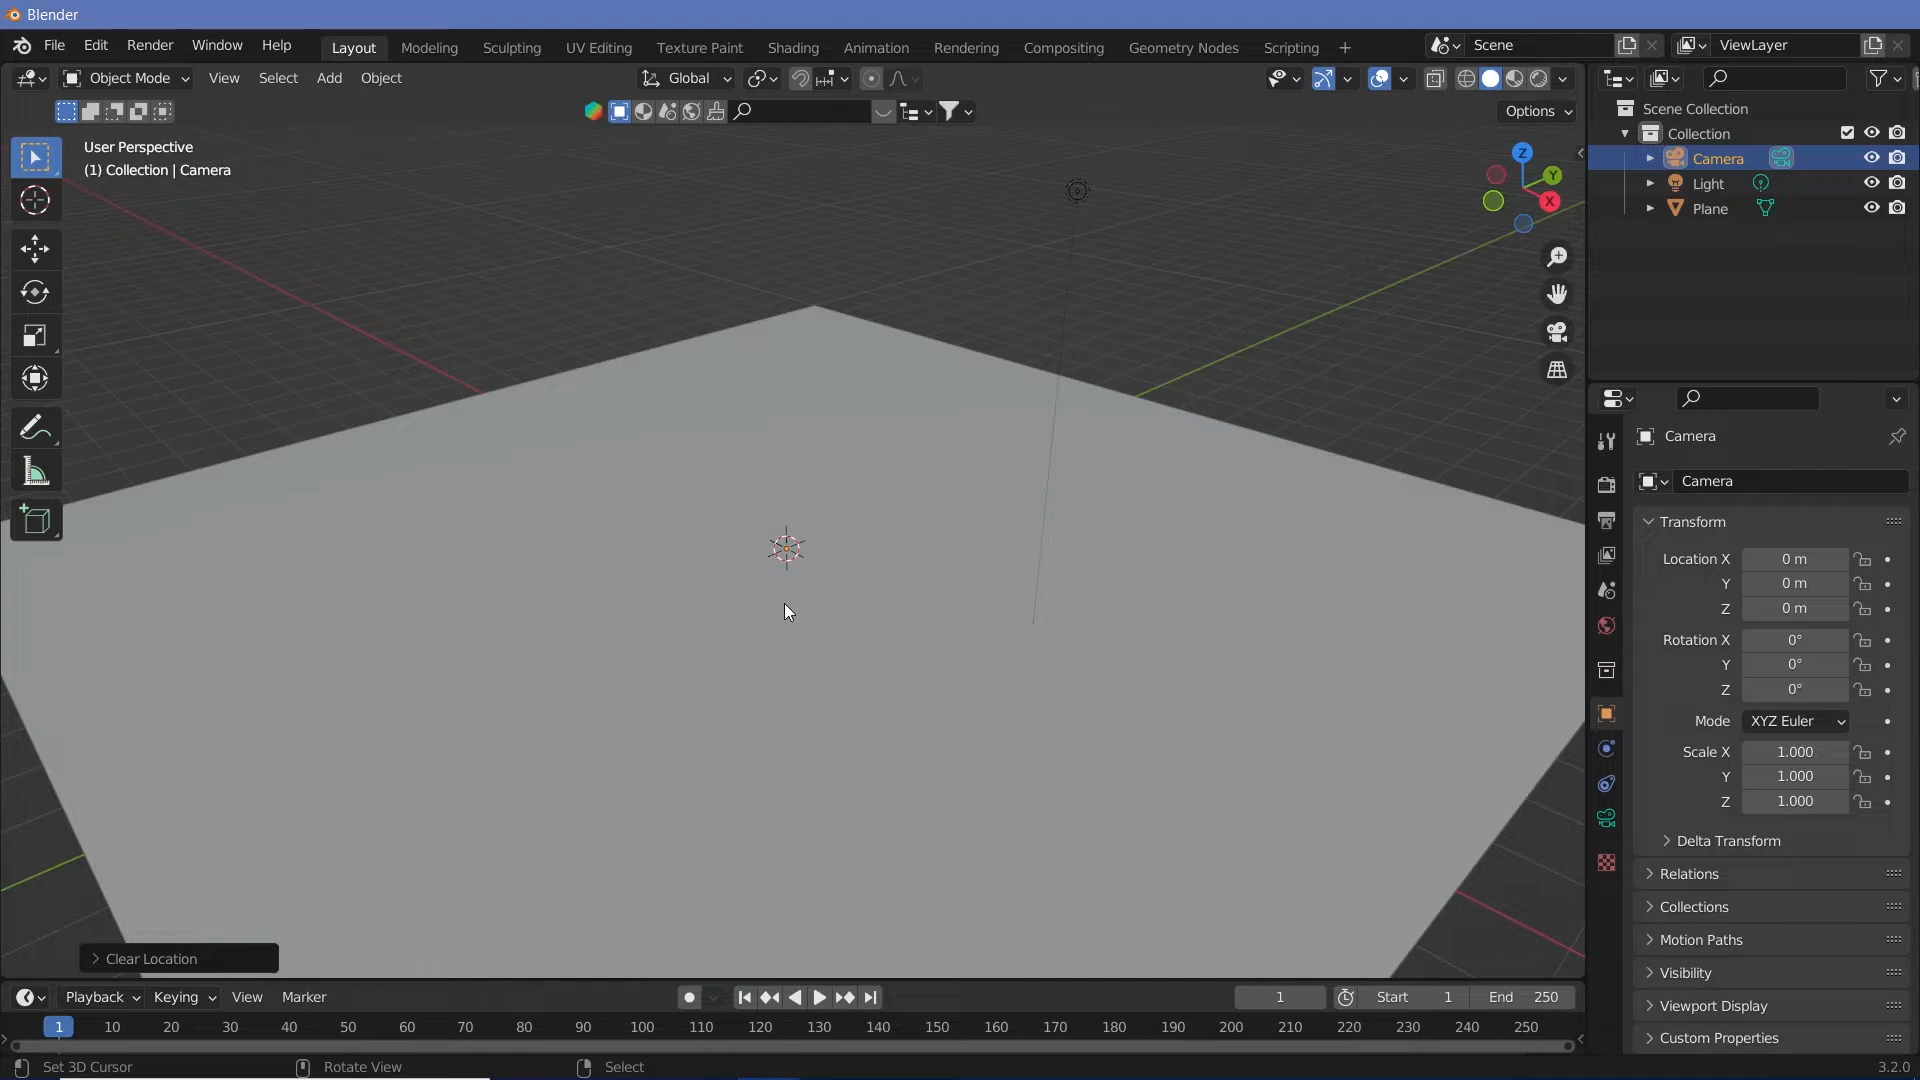 Blender
File Edit Render Window Help Layout Modeling Sculpting UV Editing Texture Paint Shading Animation Rendering Compositing Geometry Nodes Scripting + Scene ViewLayer
Object Mode View Select Add Object Global
Options
User Perspective
(1) Collection | Camera
Z
Y
X
Scene Collection
Collection
Camera
Light
Plane
Camera
Camera
Transform
Location X 0 m
Y 0 m
Z 0 m
Rotation X 0°
Y 0°
Z 0°
Mode XYZ Euler
Scale X 1.000
Y 1.000
Z 1.000
Delta Transform
Relations
Collections
Motion Paths
Visibility
Viewport Display
Custom Properties
Clear Location
Playback Keying View Marker 1 Start 1 End 250
1 10 20 30 40 50 60 70 80 90 100 110 120 130 140 150 160 170 180 190 200 210 220 230 240 250
Set 3D Cursor Rotate View Select 3.2.0